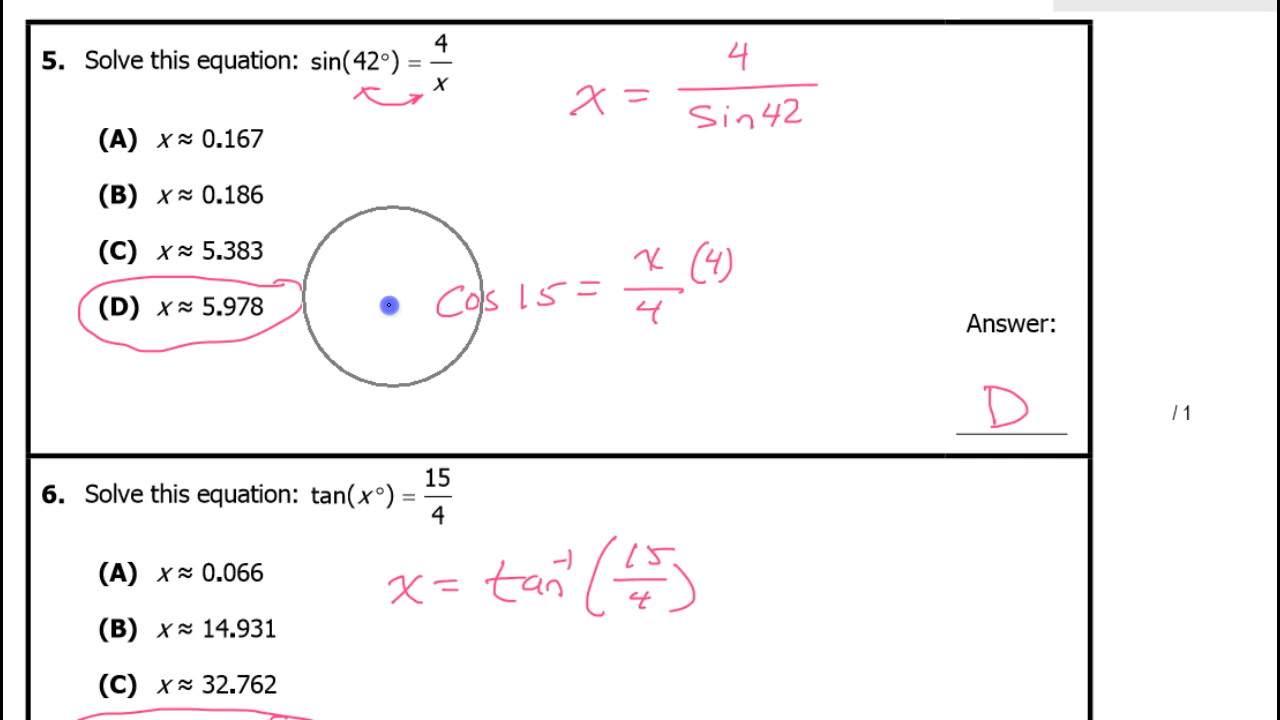 5. Solve this equation: sin(42°) = 4/x
x = 4/Sin42
(A) x ≈ 0.167
(B) x ≈ 0.186
(C) x ≈ 5.383
cos 15 = x/4 (4)
(D) x ≈ 5.978
Answer:
D
/ 1
6. Solve this equation: tan(x°) = 15/4
(A) x ≈ 0.066
x = tan⁻¹(15/4)
(B) x ≈ 14.931
(C) x ≈ 32.762